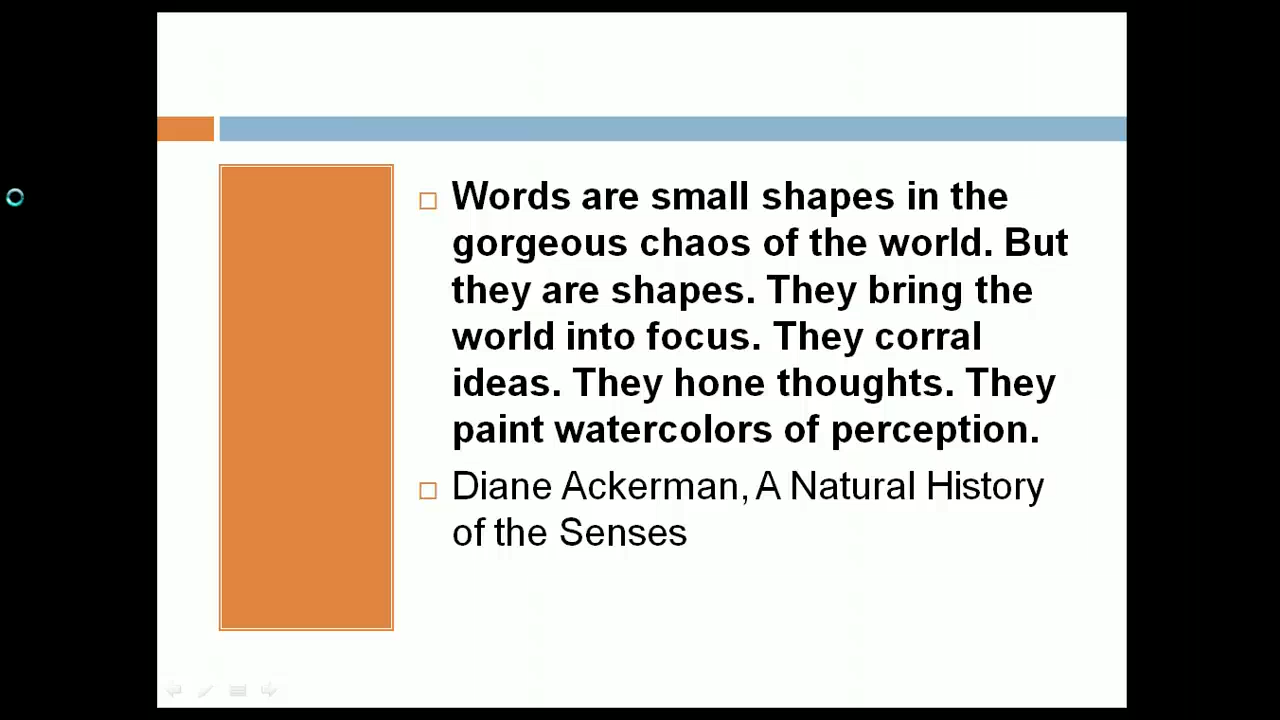 Words are small shapes in the
gorgeous chaos of the world. But
they are shapes. They bring the
world into focus. They corral
ideas. They hone thoughts. They
paint watercolors of perception.
Diane Ackerman, A Natural History
of the Senses